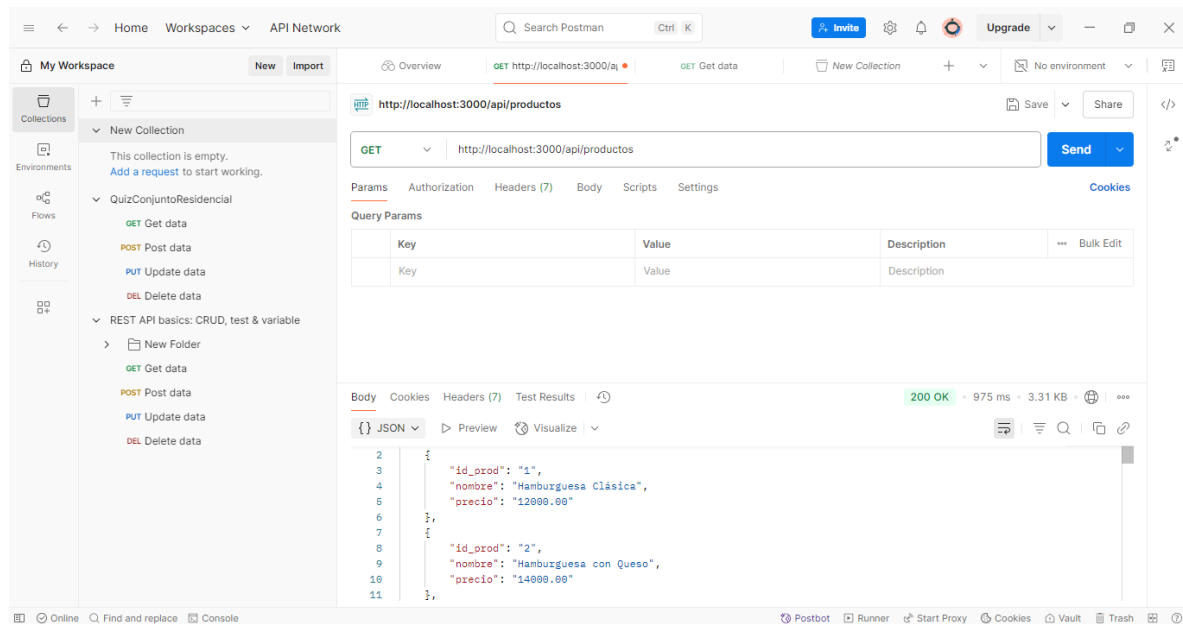 Home Workspaces API Network Search Postman Ctrl K Invite Upgrade
My Workspace New Import Overview GET http://localhost:3000/a GET Get data New Collection No environment
Collections
Environments
Flows
History
New Collection
This collection is empty.
Add a request to start working.
QuizConjuntoResidencial
GET Get data
POST Post data
PUT Update data
DEL Delete data
REST API basics: CRUD, test & variable
New Folder
GET Get data
POST Post data
PUT Update data
DEL Delete data
HTTP http://localhost:3000/api/productos Save Share
GET http://localhost:3000/api/productos Send
Params Authorization Headers (7) Body Scripts Settings Cookies
Query Params
Key Value Description Bulk Edit
Key Value Description
Body Cookies Headers (7) Test Results 200 OK 975 ms 3.31 KB
{} JSON Preview Visualize
2 {
3 "id_prod": "1",
4 "nombre": "Hamburguesa Clásica",
5 "precio": "12000.00"
6 },
7 {
8 "id_prod": "2",
9 "nombre": "Hamburguesa con Queso",
10 "precio": "14000.00"
11 },
Online Find and replace Console Postbot Runner Start Proxy Cookies Vault Trash